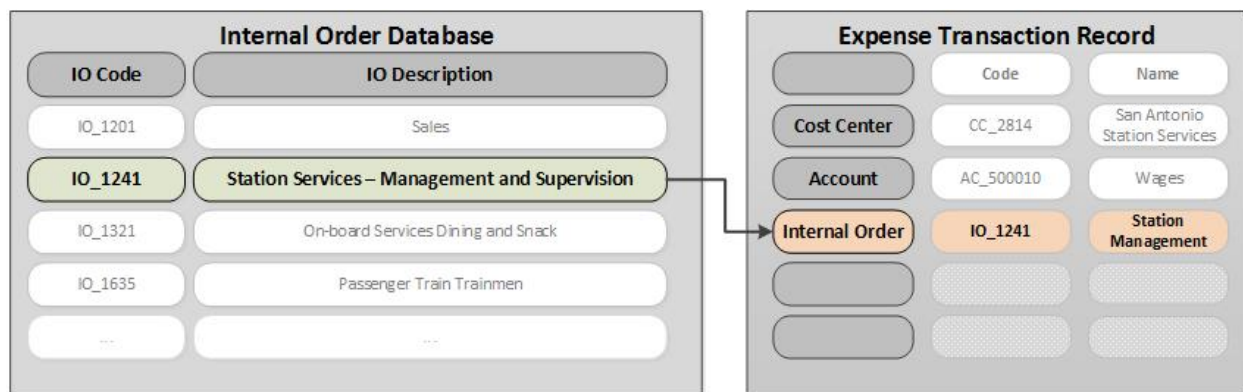 Internal Order Database
IO Code
IO Description
IO_1201
Sales
IO_1241
Station Services – Management and Supervision
IO_1321
On-board Services Dining and Snack
IO_1635
Passenger Train Trainmen
...
...
Expense Transaction Record
Code
Name
Cost Center
CC_2814
San Antonio
Station Services
Account
AC_500010
Wages
Internal Order
IO_1241
Station
Management